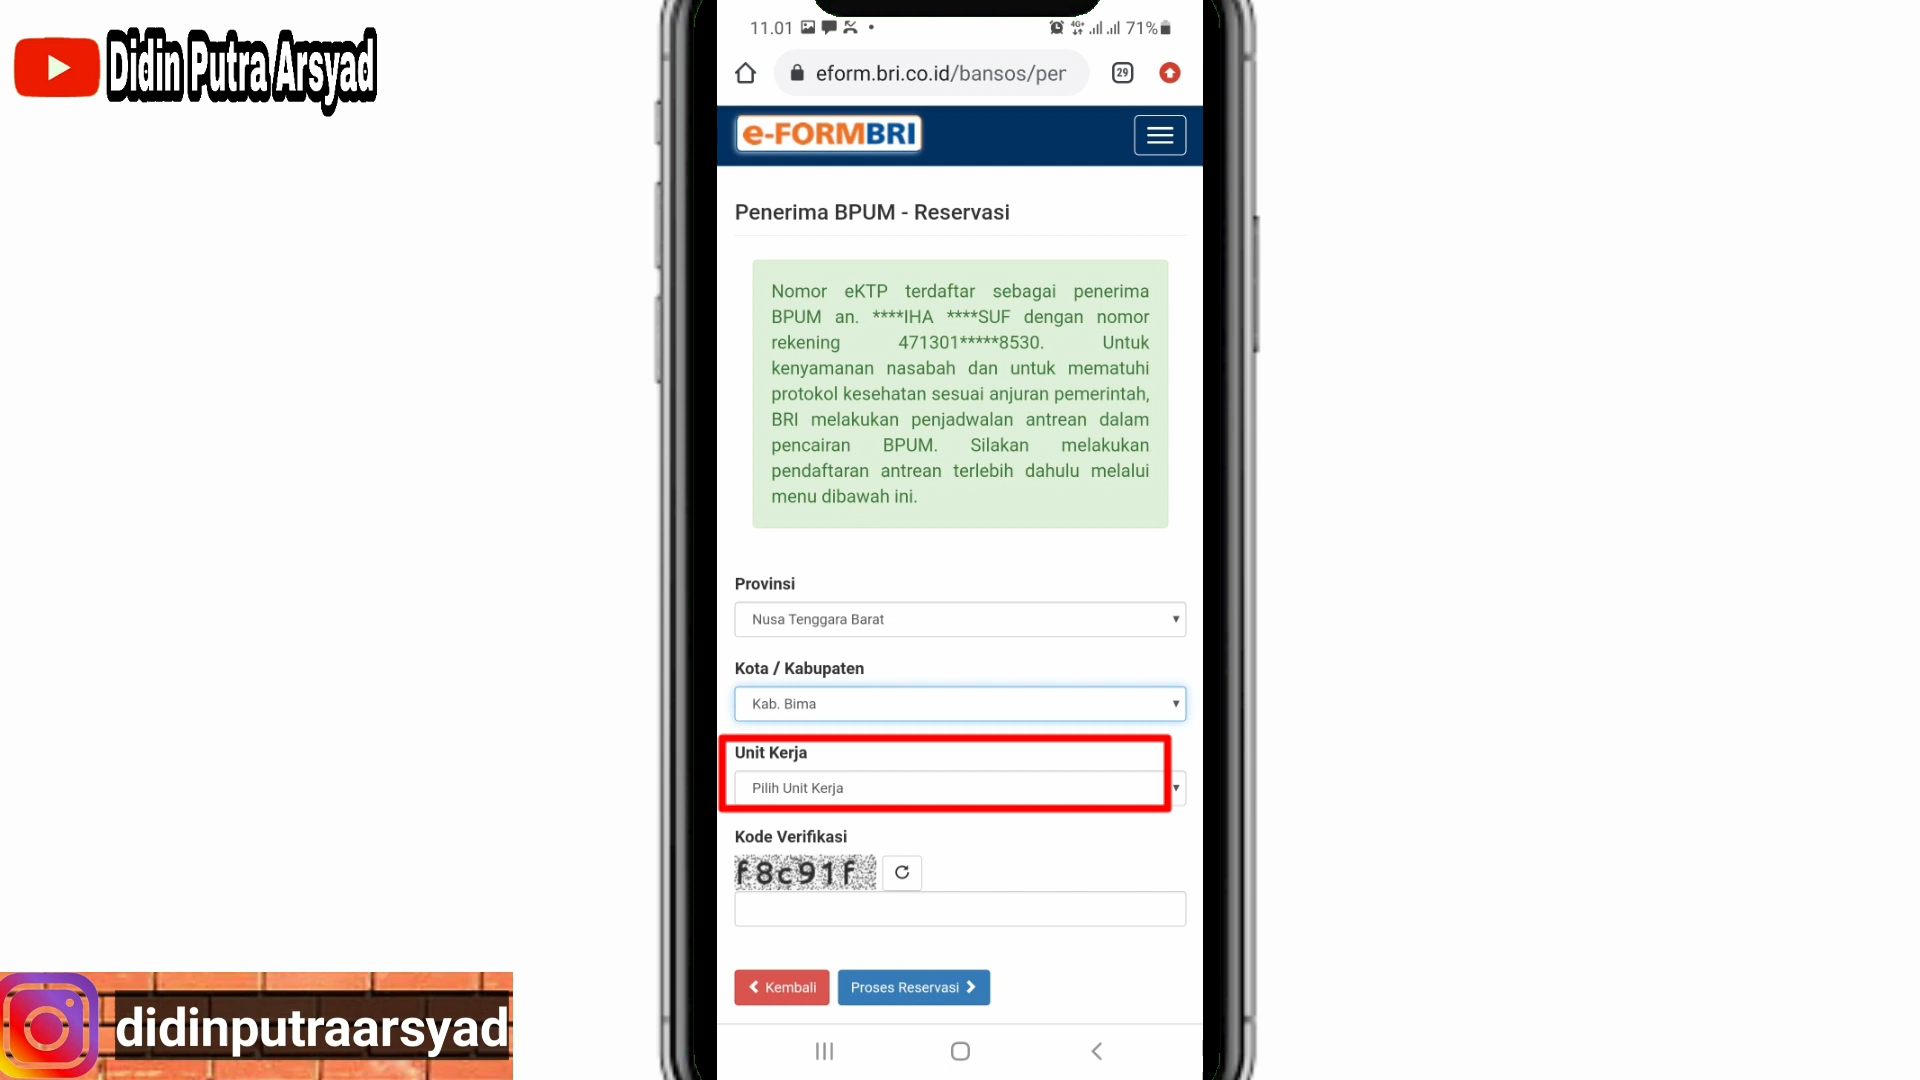 Didin Putra Arsyad
11.01
4G+
71%
eform.bri.co.id/bansos/per
29
e-FORMBRI
Penerima BPUM - Reservasi
Nomor eKTP terdaftar sebagai penerima
BPUM an. ****IHA ****SUF dengan nomor
rekening 471301*****8530. Untuk
kenyamanan nasabah dan untuk mematuhi
protokol kesehatan sesuai anjuran pemerintah,
BRI melakukan penjadwalan antrean dalam
pencairan BPUM. Silakan melakukan
pendaftaran antrean terlebih dahulu melalui
menu dibawah ini.
Provinsi
Nusa Tenggara Barat
Kota / Kabupaten
Kab. Bima
Unit Kerja
Pilih Unit Kerja
Kode Verifikasi
f8c91f
Kembali
Proses Reservasi
didinputraarsyad